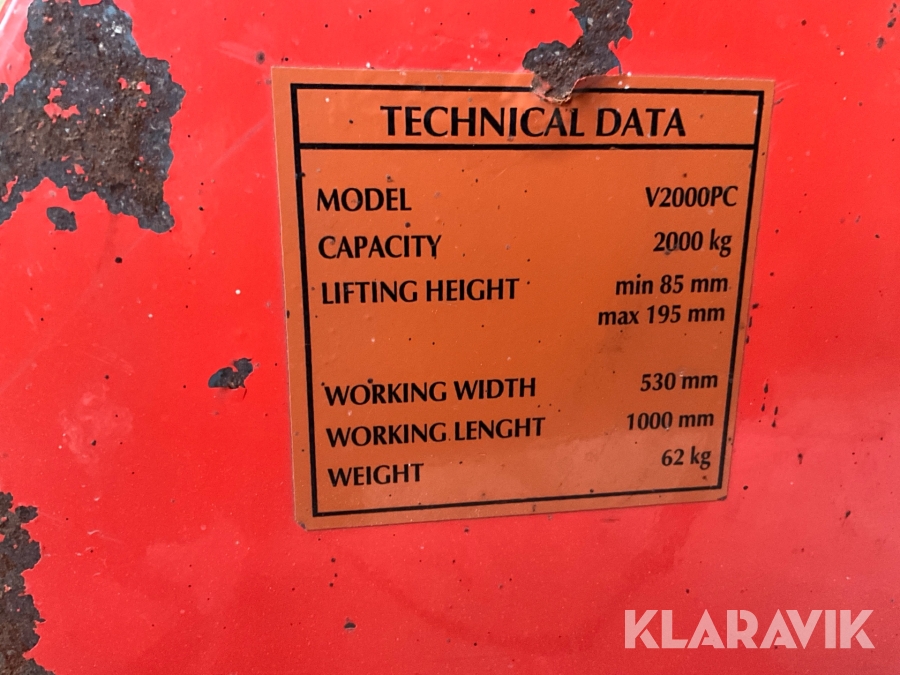 TECHNICAL DATA
MODEL V2000PC
CAPACITY 2000 kg
LIFTING HEIGHT min 85 mm
max 195 mm
WORKING WIDTH 530 mm
WORKING LENGHT 1000 mm
WEIGHT 62 kg
KLARAVIK